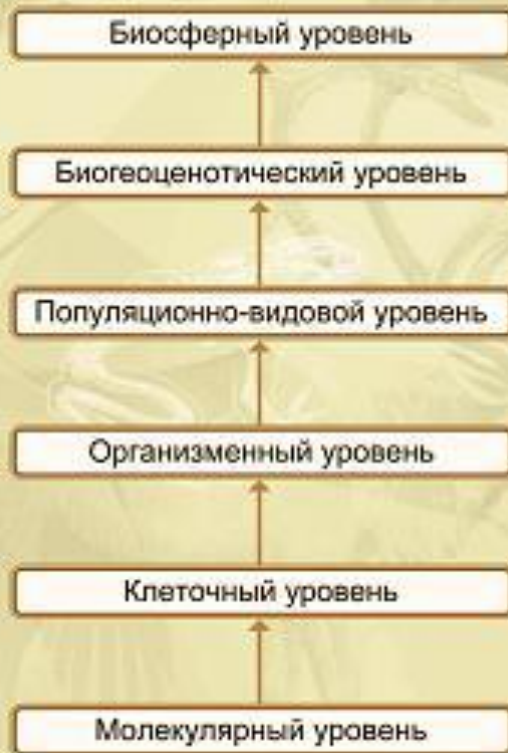 Биосферный уровень
Биогеоценотический уровень
Популяционно-видовой уровень
Организменный уровень
Клеточный уровень
Молекулярный уровень